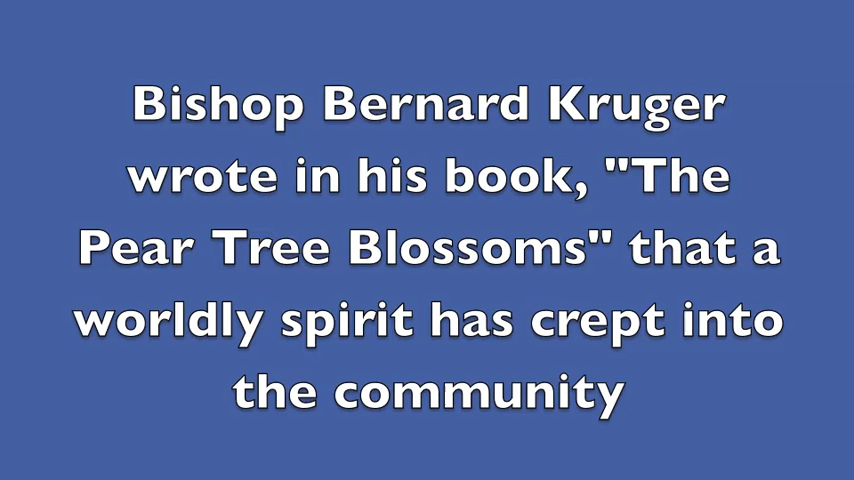 Bishop Bernard Kruger
wrote in his book, "The
Pear Tree Blossoms" that a
worldly spirit has crept into
the community